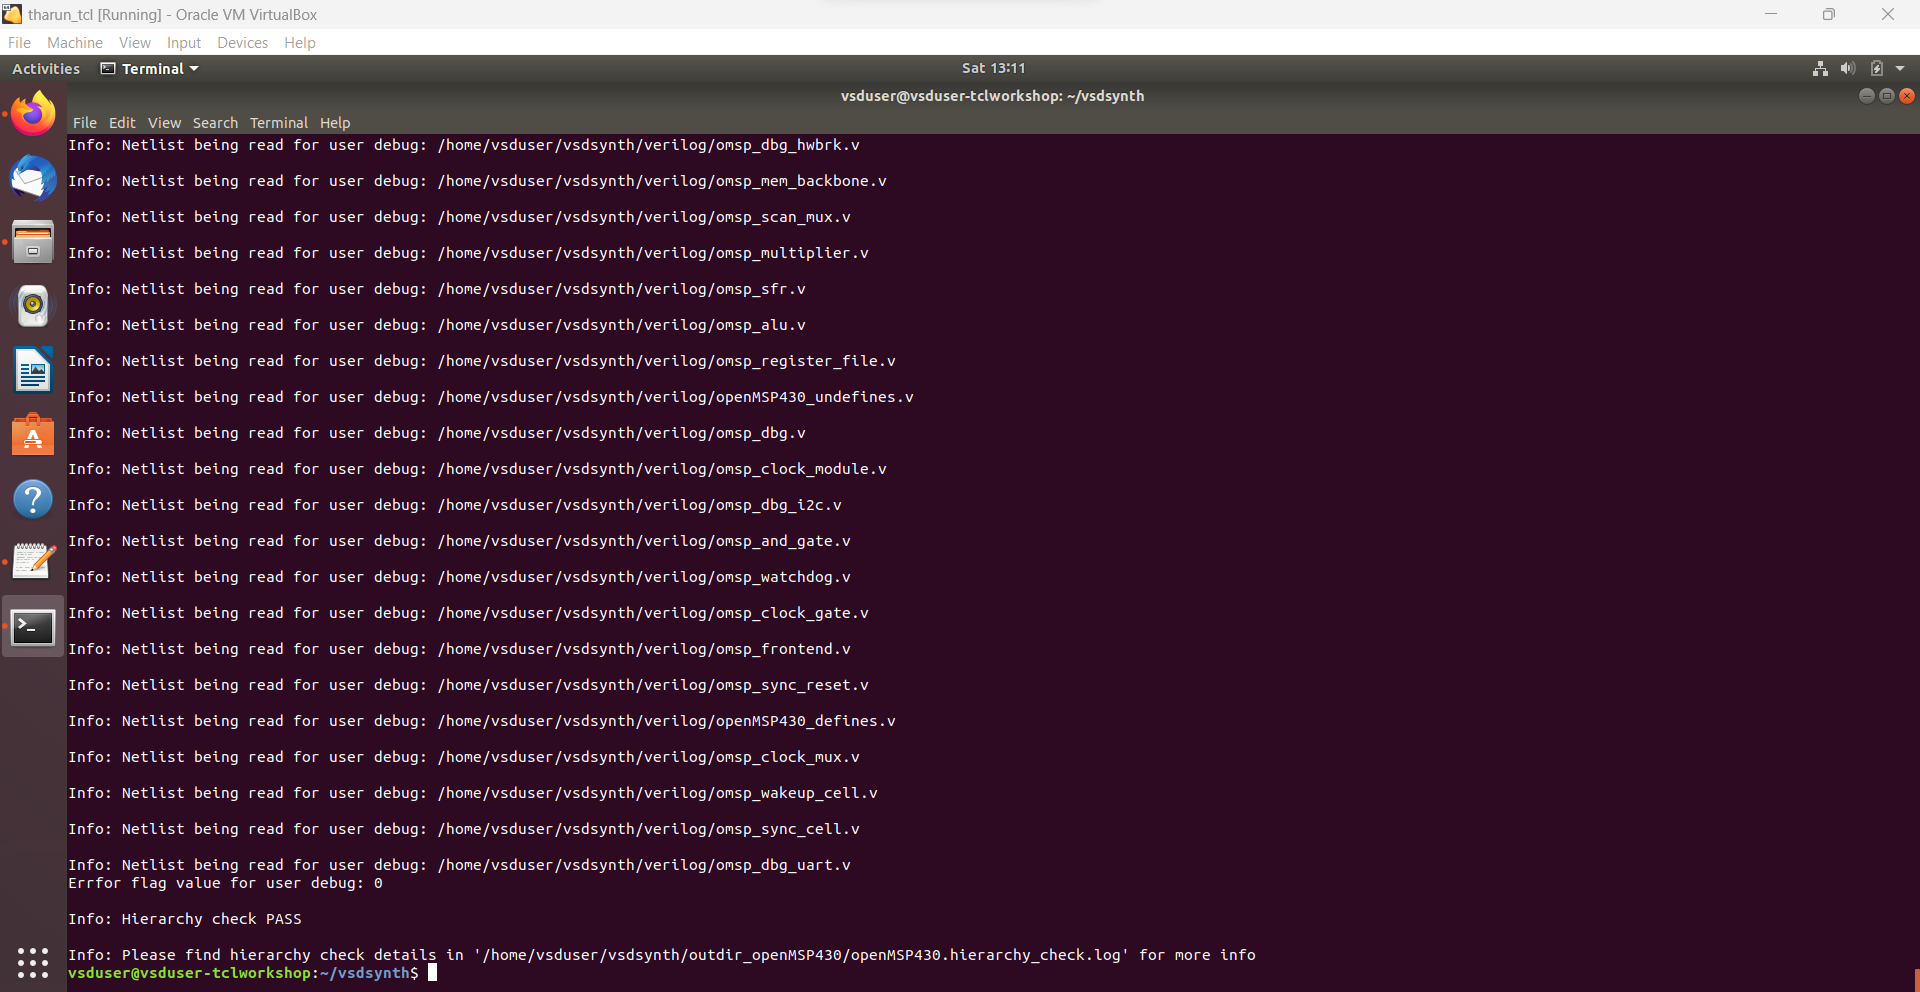 tharun_tcl [Running] - Oracle VM VirtualBox
File Machine View Input Devices Help
Activities Terminal Sat 13:11
vsduser@vsduser-tclworkshop: ~/vsdsynth
File Edit View Search Terminal Help
Info: Netlist being read for user debug: /home/vsduser/vsdsynth/verilog/omsp_dbg_hwbrk.v
Info: Netlist being read for user debug: /home/vsduser/vsdsynth/verilog/omsp_mem_backbone.v
Info: Netlist being read for user debug: /home/vsduser/vsdsynth/verilog/omsp_scan_mux.v
Info: Netlist being read for user debug: /home/vsduser/vsdsynth/verilog/omsp_multiplier.v
Info: Netlist being read for user debug: /home/vsduser/vsdsynth/verilog/omsp_sfr.v
Info: Netlist being read for user debug: /home/vsduser/vsdsynth/verilog/omsp_alu.v
Info: Netlist being read for user debug: /home/vsduser/vsdsynth/verilog/omsp_register_file.v
Info: Netlist being read for user debug: /home/vsduser/vsdsynth/verilog/openMSP430_undefines.v
Info: Netlist being read for user debug: /home/vsduser/vsdsynth/verilog/omsp_dbg.v
Info: Netlist being read for user debug: /home/vsduser/vsdsynth/verilog/omsp_clock_module.v
Info: Netlist being read for user debug: /home/vsduser/vsdsynth/verilog/omsp_dbg_i2c.v
Info: Netlist being read for user debug: /home/vsduser/vsdsynth/verilog/omsp_and_gate.v
Info: Netlist being read for user debug: /home/vsduser/vsdsynth/verilog/omsp_watchdog.v
Info: Netlist being read for user debug: /home/vsduser/vsdsynth/verilog/omsp_clock_gate.v
Info: Netlist being read for user debug: /home/vsduser/vsdsynth/verilog/omsp_frontend.v
Info: Netlist being read for user debug: /home/vsduser/vsdsynth/verilog/omsp_sync_reset.v
Info: Netlist being read for user debug: /home/vsduser/vsdsynth/verilog/openMSP430_defines.v
Info: Netlist being read for user debug: /home/vsduser/vsdsynth/verilog/omsp_clock_mux.v
Info: Netlist being read for user debug: /home/vsduser/vsdsynth/verilog/omsp_wakeup_cell.v
Info: Netlist being read for user debug: /home/vsduser/vsdsynth/verilog/omsp_sync_cell.v
Info: Netlist being read for user debug: /home/vsduser/vsdsynth/verilog/omsp_dbg_uart.v
Errfor flag value for user debug: 0
Info: Hierarchy check PASS
Info: Please find hierarchy check details in '/home/vsduser/vsdsynth/outdir_openMSP430/openMSP430.hierarchy_check.log' for more info
vsduser@vsduser-tclworkshop:~/vsdsynth$